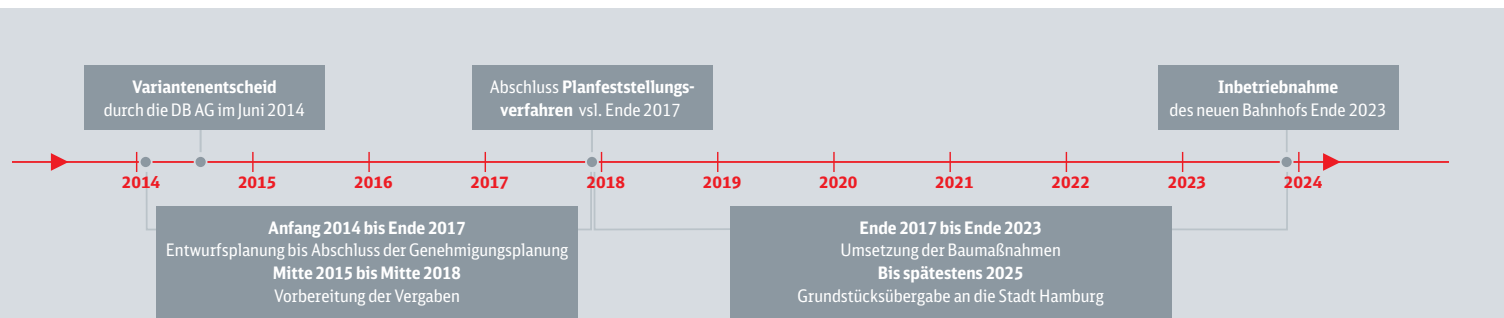 Variantenentscheid
durch die DB AG im Juni 2014
Abschluss Planfeststellungs-
verfahren vsl. Ende 2017
Inbetriebnahme
des neuen Bahnhofs Ende 2023
2014
2015
2016
2017
2018
2019
2020
2021
2022
2023
2024
Anfang 2014 bis Ende 2017
Entwurfsplanung bis Abschluss der Genehmigungsplanung
Mitte 2015 bis Mitte 2018
Vorbereitung der Vergaben
Ende 2017 bis Ende 2023
Umsetzung der Baumaßnahmen
Bis spätestens 2025
Grundstücksübergabe an die Stadt Hamburg